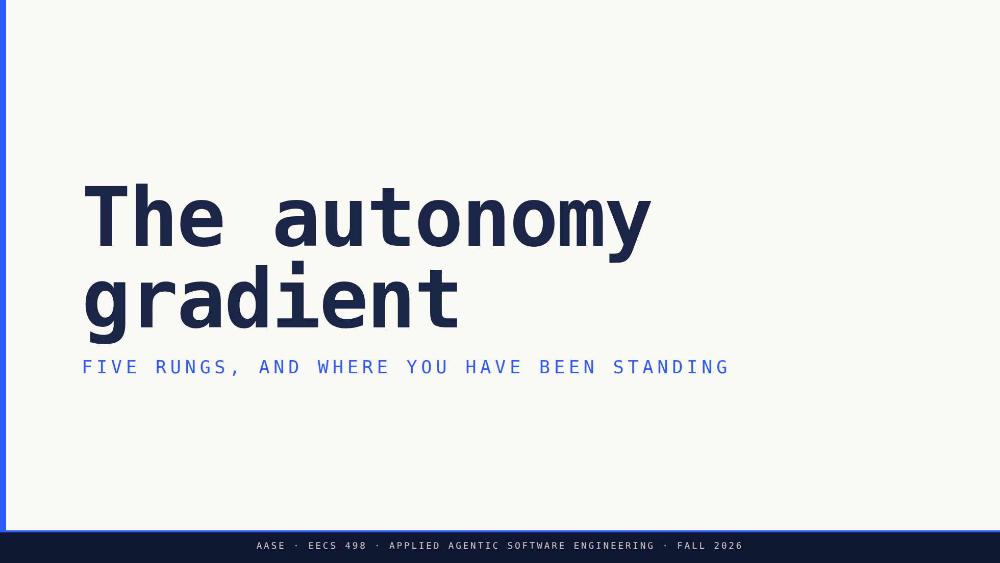 The autonomy
gradient
FIVE RUNGS, AND WHERE YOU HAVE BEEN STANDING
AASE · EECS 498 · APPLIED AGENTIC SOFTWARE ENGINEERING · FALL 2026